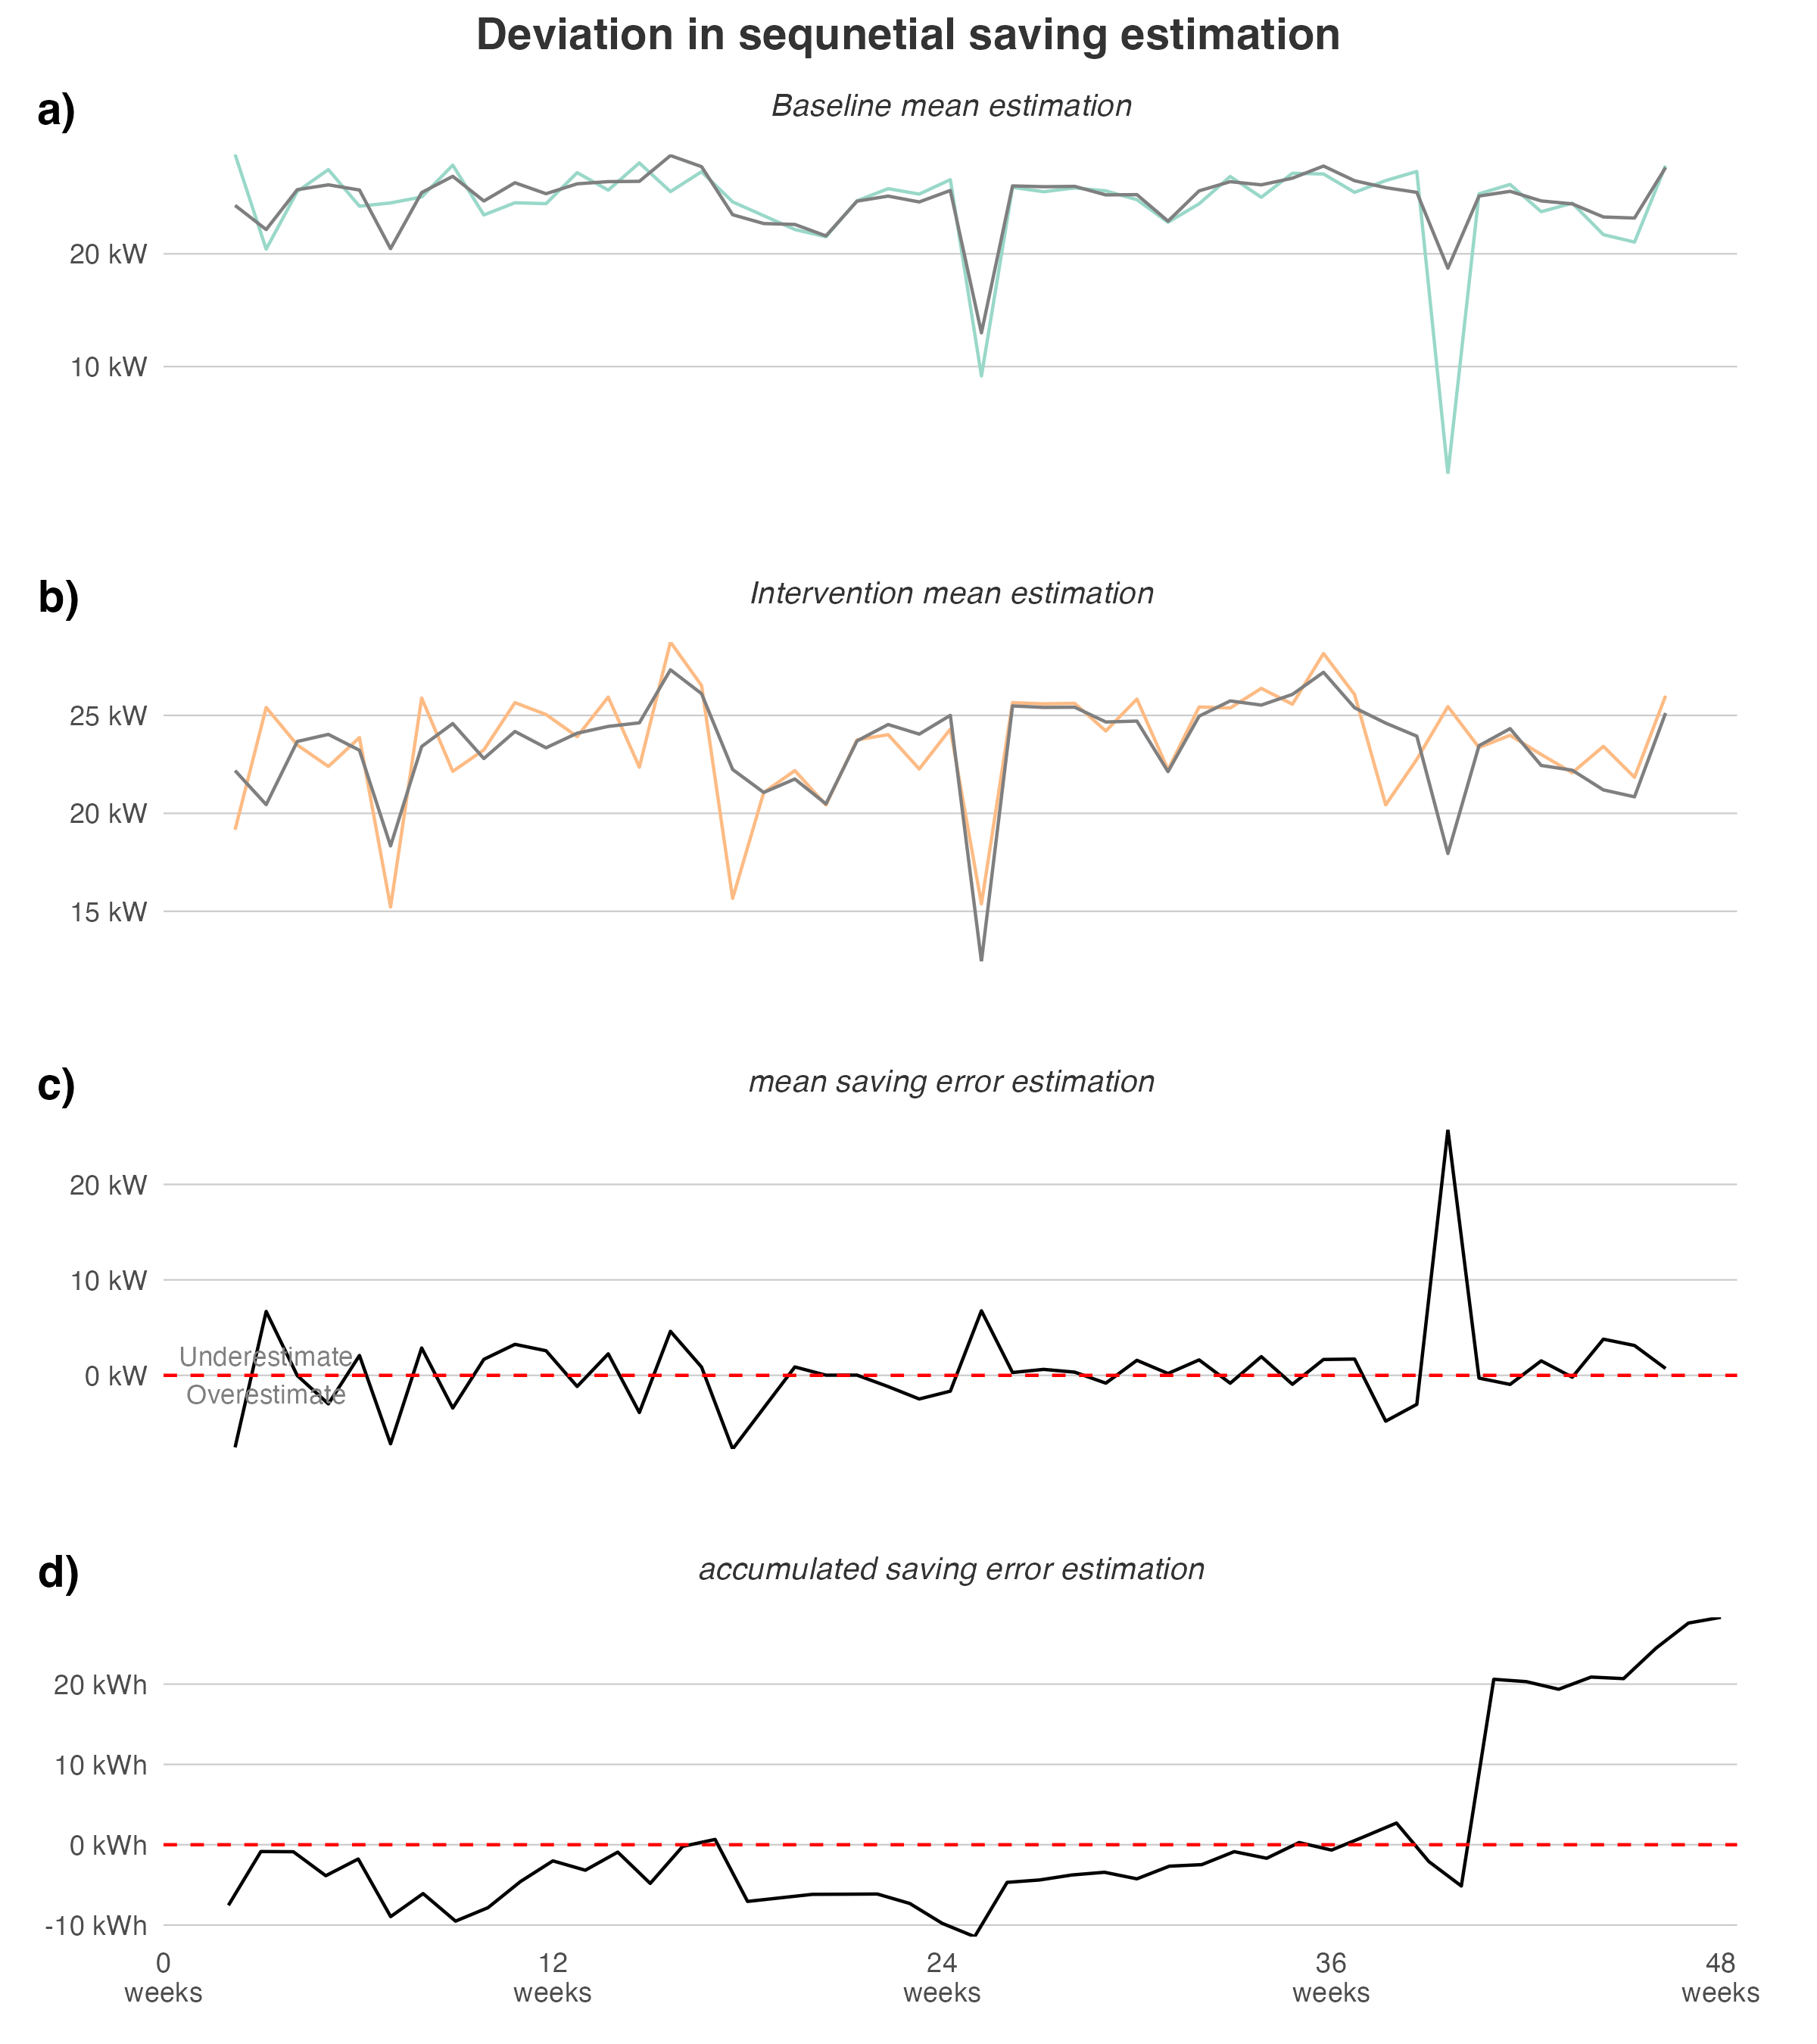 Deviation in sequnetial saving estimation
a)
Baseline mean estimation
20 kW
10 kW
b)
Intervention mean estimation
25 kW
20 kW
15 kW
c)
mean saving error estimation
20 kW
10 kW
Underestimate
0 kW
Overestimate
d)
accumulated saving error estimation
20 kWh
10 kWh
0 kWh
-10 kWh
0 12 24 36 48
weeks weeks weeks weeks weeks